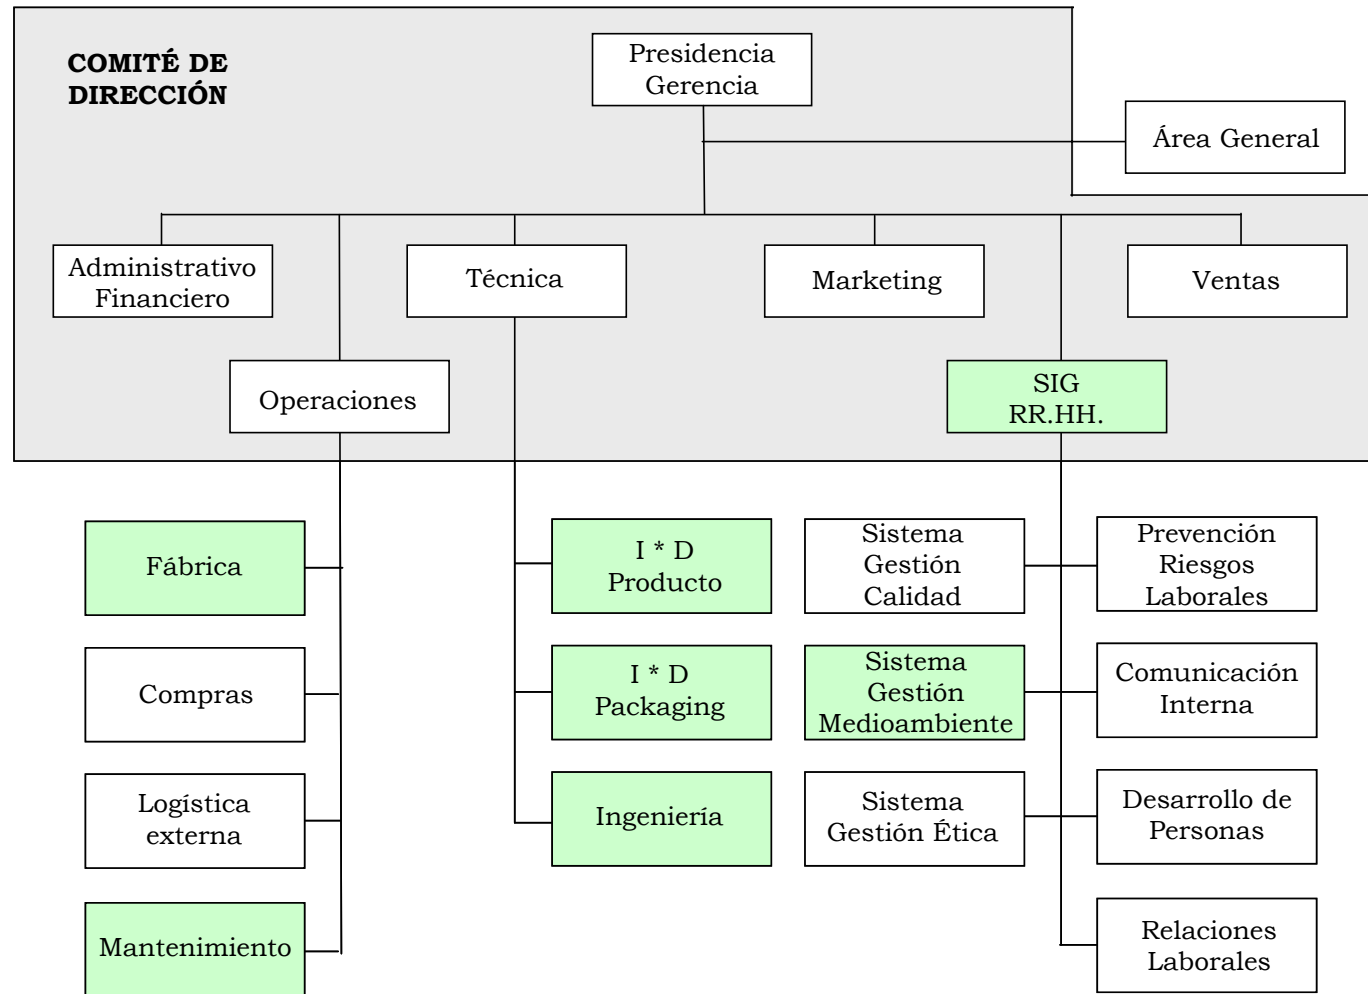 COMITÉ DE
DIRECCIÓN
Presidencia
Gerencia
Área General
Administrativo
Financiero
Técnica
Marketing
Ventas
Operaciones
SIG
RR.HH.
Fábrica
I * D
Producto
Sistema
Gestión
Calidad
Prevención
Riesgos
Laborales
Compras
I * D
Packaging
Sistema
Gestión
Medioambiente
Comunicación
Interna
Logística
externa
Ingeniería
Sistema
Gestión Ética
Desarrollo de
Personas
Mantenimiento
Relaciones
Laborales